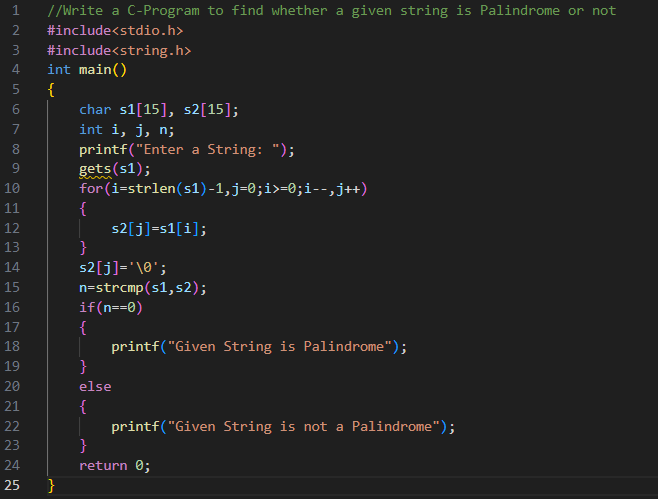 1 //Write a C-Program to find whether a given string is Palindrome or not
2 #include<stdio.h>
3 #include<string.h>
4 int main()
5 {
6     char s1[15], s2[15];
7     int i, j, n;
8     printf("Enter a String: ");
9     gets(s1);
10     for(i=strlen(s1)-1,j=0;i>=0;i--,j++)
11     {
12         s2[j]=s1[i];
13     }
14     s2[j]='\0';
15     n=strcmp(s1,s2);
16     if(n==0)
17     {
18         printf("Given String is Palindrome");
19     }
20     else
21     {
22         printf("Given String is not a Palindrome");
23     }
24     return 0;
25 }